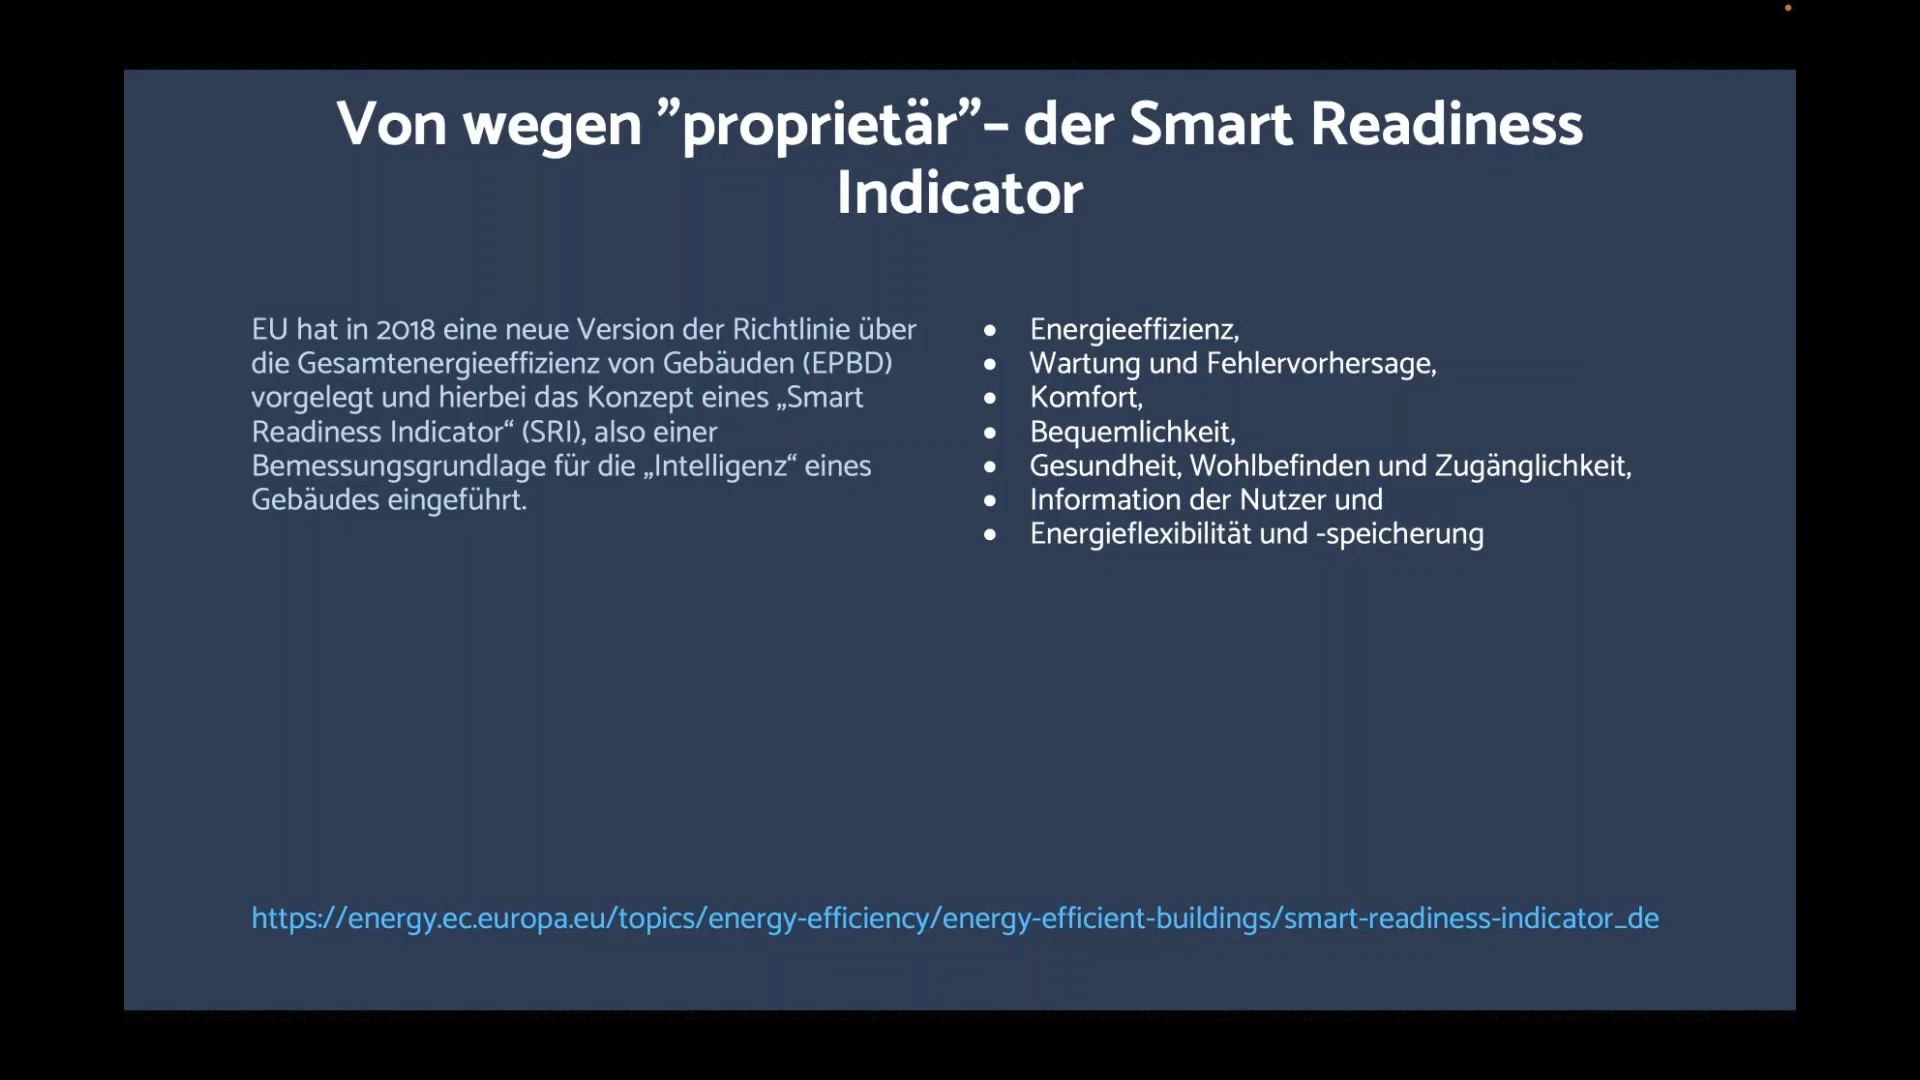 Von wegen ”proprietär”– der Smart Readiness
Indicator
EU hat in 2018 eine neue Version der Richtlinie über
die Gesamtenergieeffizienz von Gebäuden (EPBD)
vorgelegt und hierbei das Konzept eines „Smart
Readiness Indicator“ (SRI), also einer
Bemessungsgrundlage für die „Intelligenz“ eines
Gebäudes eingeführt.
● Energieeffizienz,
● Wartung und Fehlervorhersage,
● Komfort,
● Bequemlichkeit,
● Gesundheit, Wohlbefinden und Zugänglichkeit,
● Information der Nutzer und
● Energieflexibilität und -speicherung
https://energy.ec.europa.eu/topics/energy-efficiency/energy-efficient-buildings/smart-readiness-indicator_de